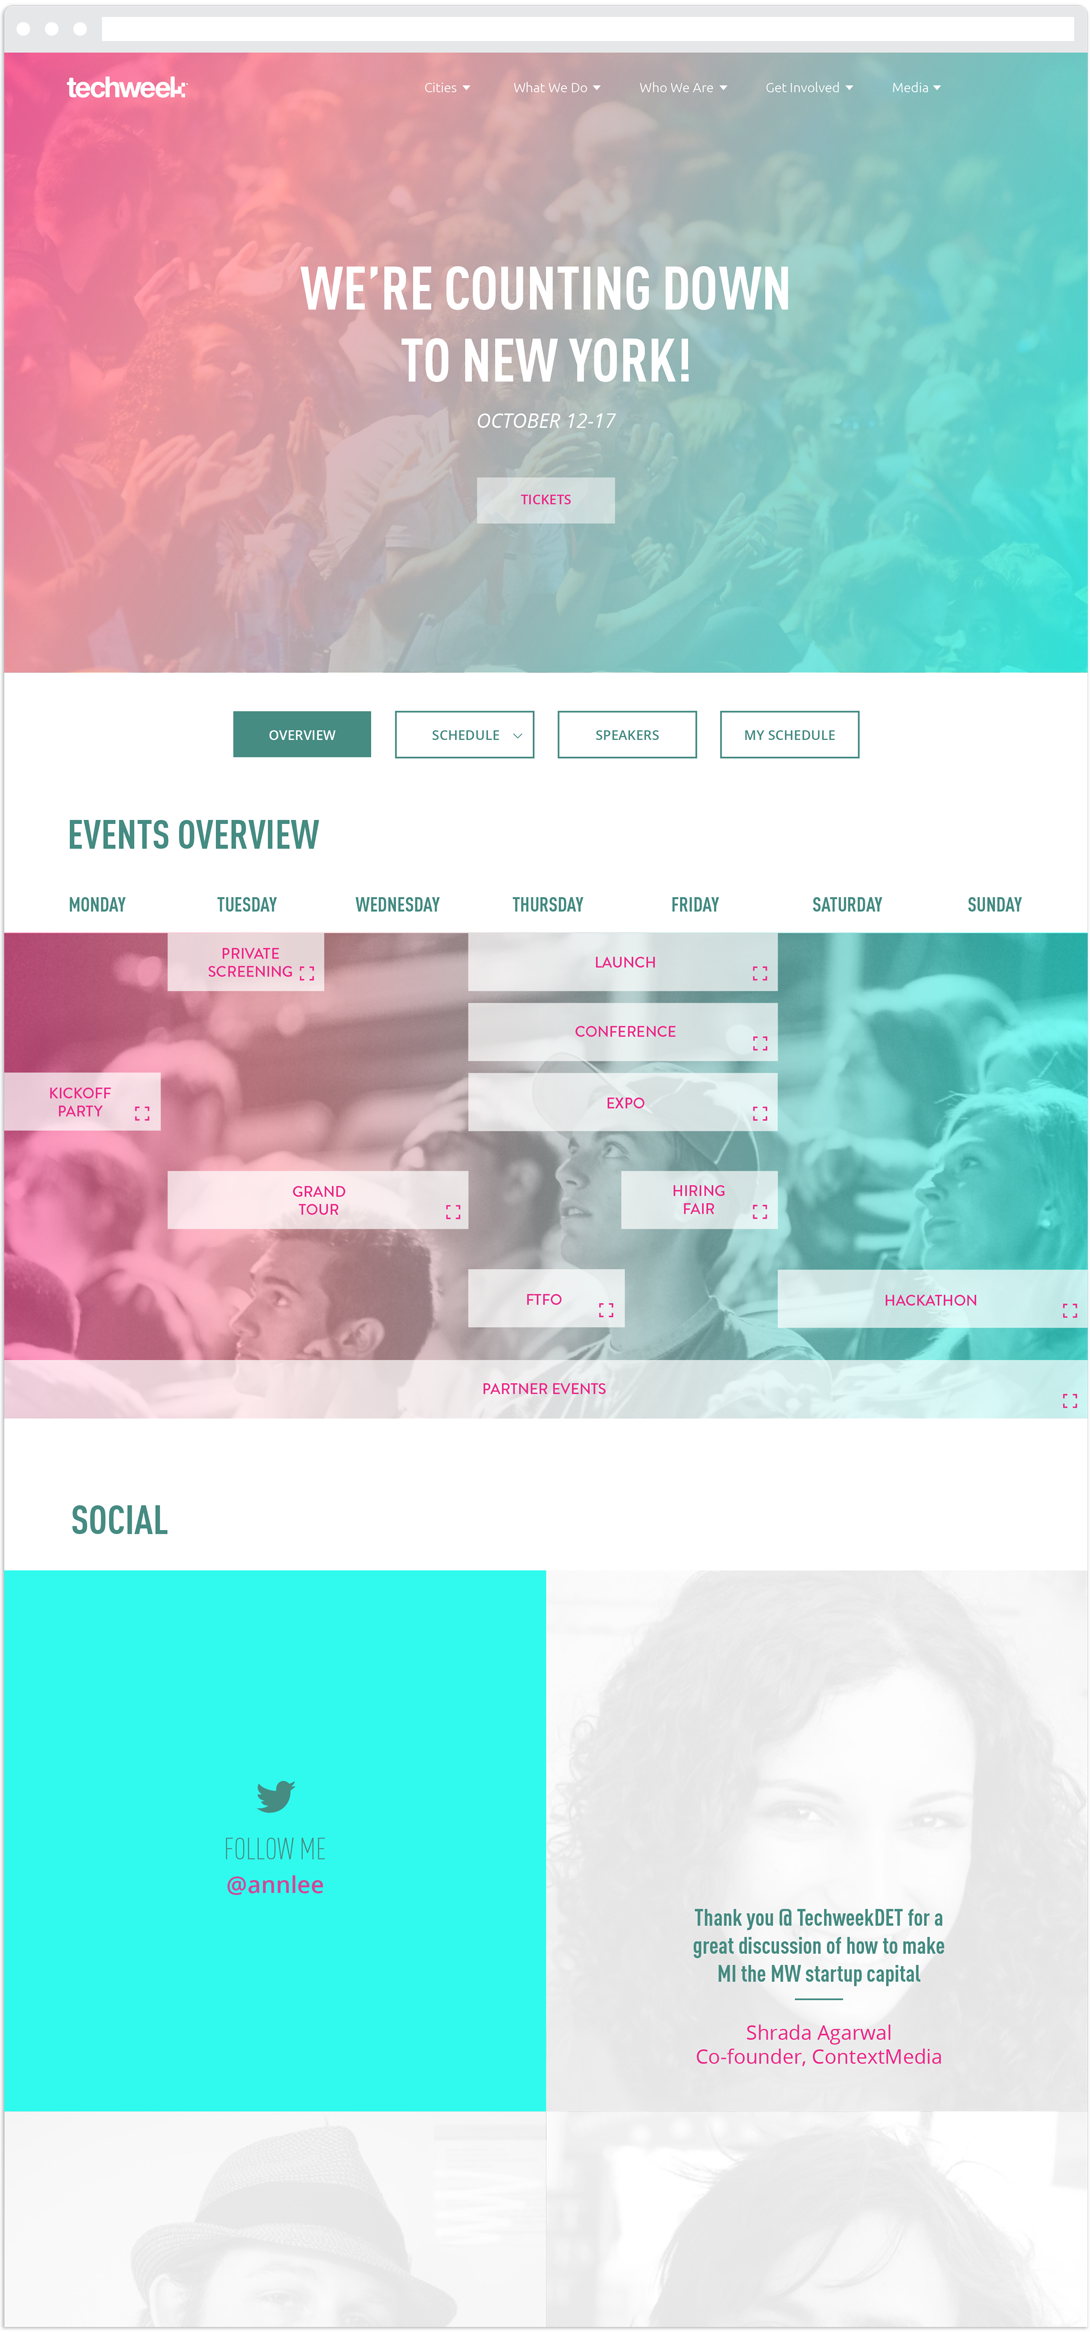 techweek
Cities
What We Do
Who We Are
Get Involved
Media
WE'RE COUNTING DOWN
TO NEW YORK!
OCTOBER 12-17
TICKETS
OVERVIEW
SCHEDULE
SPEAKERS
MY SCHEDULE
EVENTS OVERVIEW
MONDAY
TUESDAY
WEDNESDAY
THURSDAY
FRIDAY
SATURDAY
SUNDAY
PRIVATE
SCREENING
LAUNCH
CONFERENCE
KICKOFF
PARTY
EXPO
GRAND
TOUR
HIRING
FAIR
FTFO
HACKATHON
PARTNER EVENTS
SOCIAL
FOLLOW ME
@annlee
Thank you @ TechweekDET for a
great discussion of how to make
MI the MW startup capital
Shrada Agarwal
Co-founder, ContextMedia